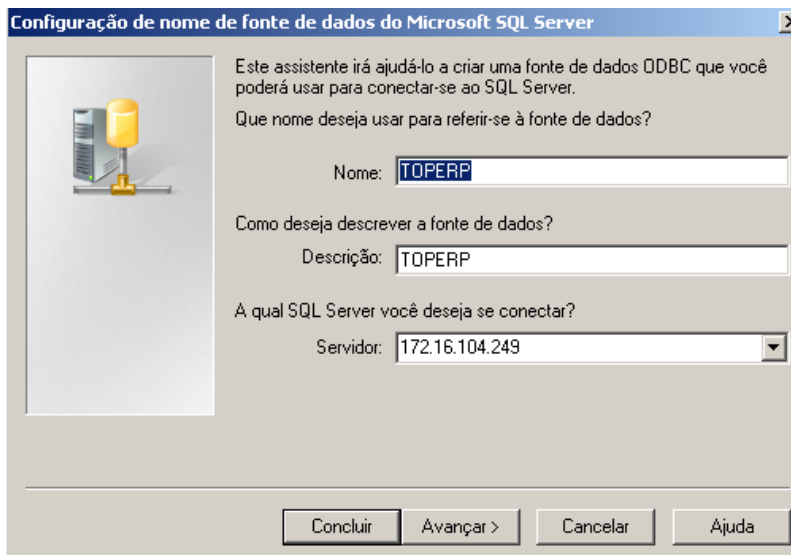 Configuração de nome de fonte de dados do Microsoft SQL Server
Este assistente irá ajudá-lo a criar uma fonte de dados ODBC que você
poderá usar para conectar-se ao SQL Server.
Que nome deseja usar para referir-se à fonte de dados?
Nome: TOPERP
Como deseja descrever a fonte de dados?
Descrição: TOPERP
A qual SQL Server você deseja se conectar?
Servidor: 172.16.104.249
Concluir Avançar > Cancelar Ajuda